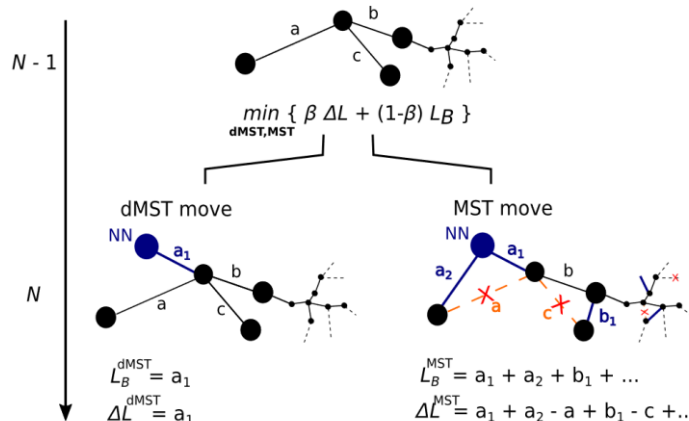 a b c
N - 1
min { β ΔL + (1-β) L_B }
dMST,MST
dMST move
MST move
NN
a₁
b
a
c
NN
a₁
a₂
b
a
c
b₁
N
L_B^dMST = a₁
ΔL^dMST = a₁
L_B^MST = a₁ + a₂ + b₁ + ...
ΔL^MST = a₁ + a₂ - a + b₁ - c +..